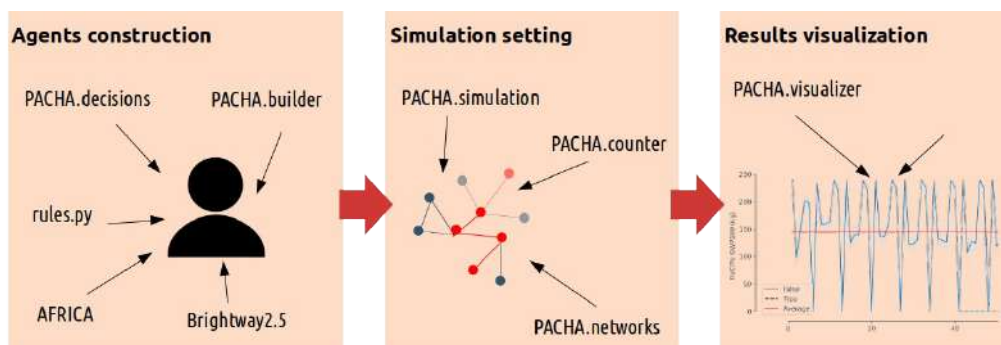 Agents construction
PACHA.decisions
PACHA.builder
rules.py
AFRICA
Brightway2.5
Simulation setting
PACHA.simulation
PACHA.counter
PACHA.networks
Results visualization
PACHA.visualizer
200
150
100
50
0
False
Average
0
20
40